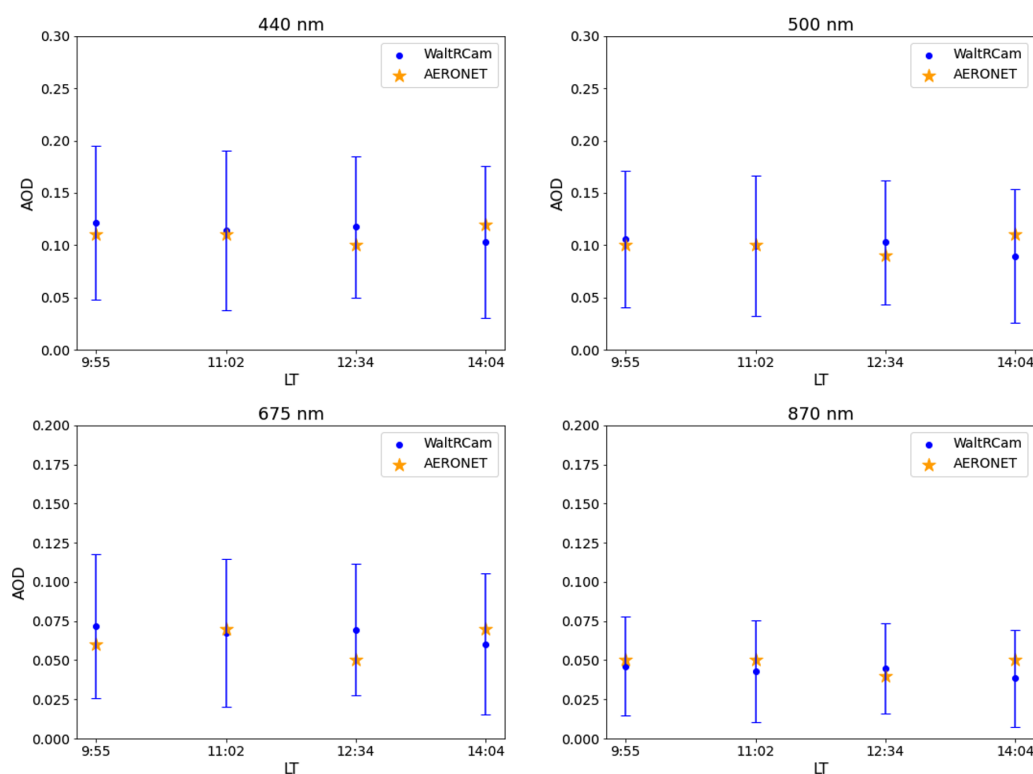 440 nm
0.30
0.25
0.20
0.15
0.10
0.05
0.00
AOD
WaltRCam
AERONET
9:55 11:02 12:34 14:04
LT
500 nm
0.30
0.25
0.20
0.15
0.10
0.05
0.00
AOD
WaltRCam
AERONET
9:55 11:02 12:34 14:04
LT
675 nm
0.200
0.175
0.150
0.125
0.100
0.075
0.050
0.025
0.000
AOD
WaltRCam
AERONET
9:55 11:02 12:34 14:04
LT
870 nm
0.200
0.175
0.150
0.125
0.100
0.075
0.050
0.025
0.000
WaltRCam
AERONET
9:55 11:02 12:34 14:04
LT